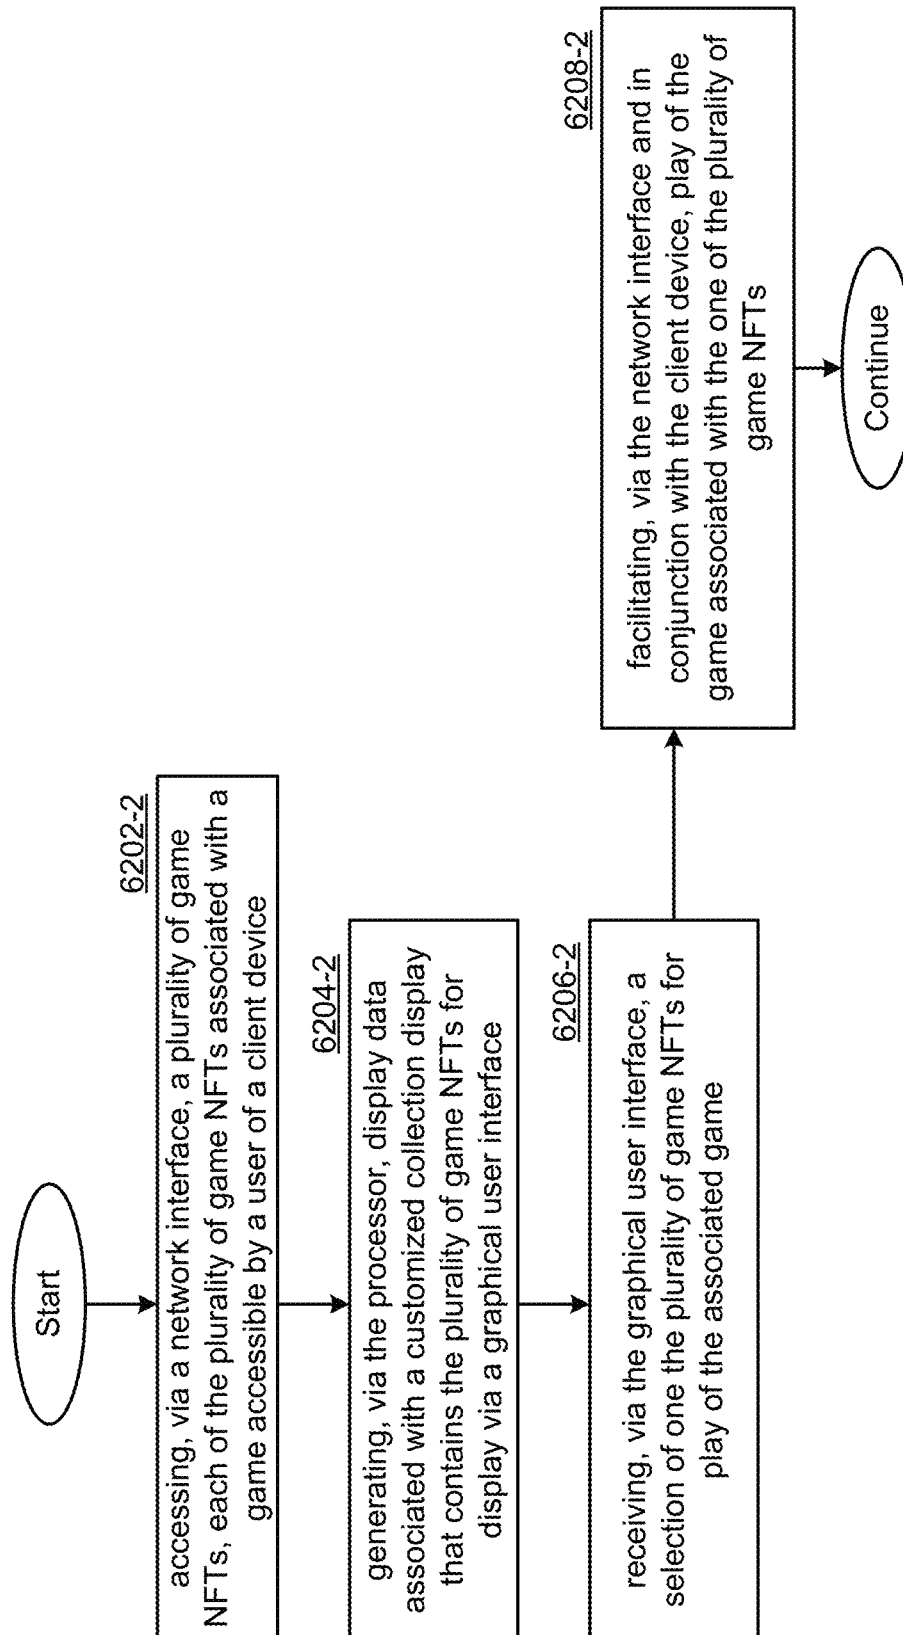 Start
6202-2
accessing, via a network interface, a plurality of game
NFTs, each of the plurality of game NFTs associated with a
game accessible by a user of a client device
6204-2
generating, via the processor, display data
associated with a customized collection display
that contains the plurality of game NFTs for
display via a graphical user interface
6206-2
receiving, via the graphical user interface, a
selection of one the plurality of game NFTs for
play of the associated game
6208-2
facilitating, via the network interface and in
conjunction with the client device, play of the
game associated with the one of the plurality of
game NFTs
Continue